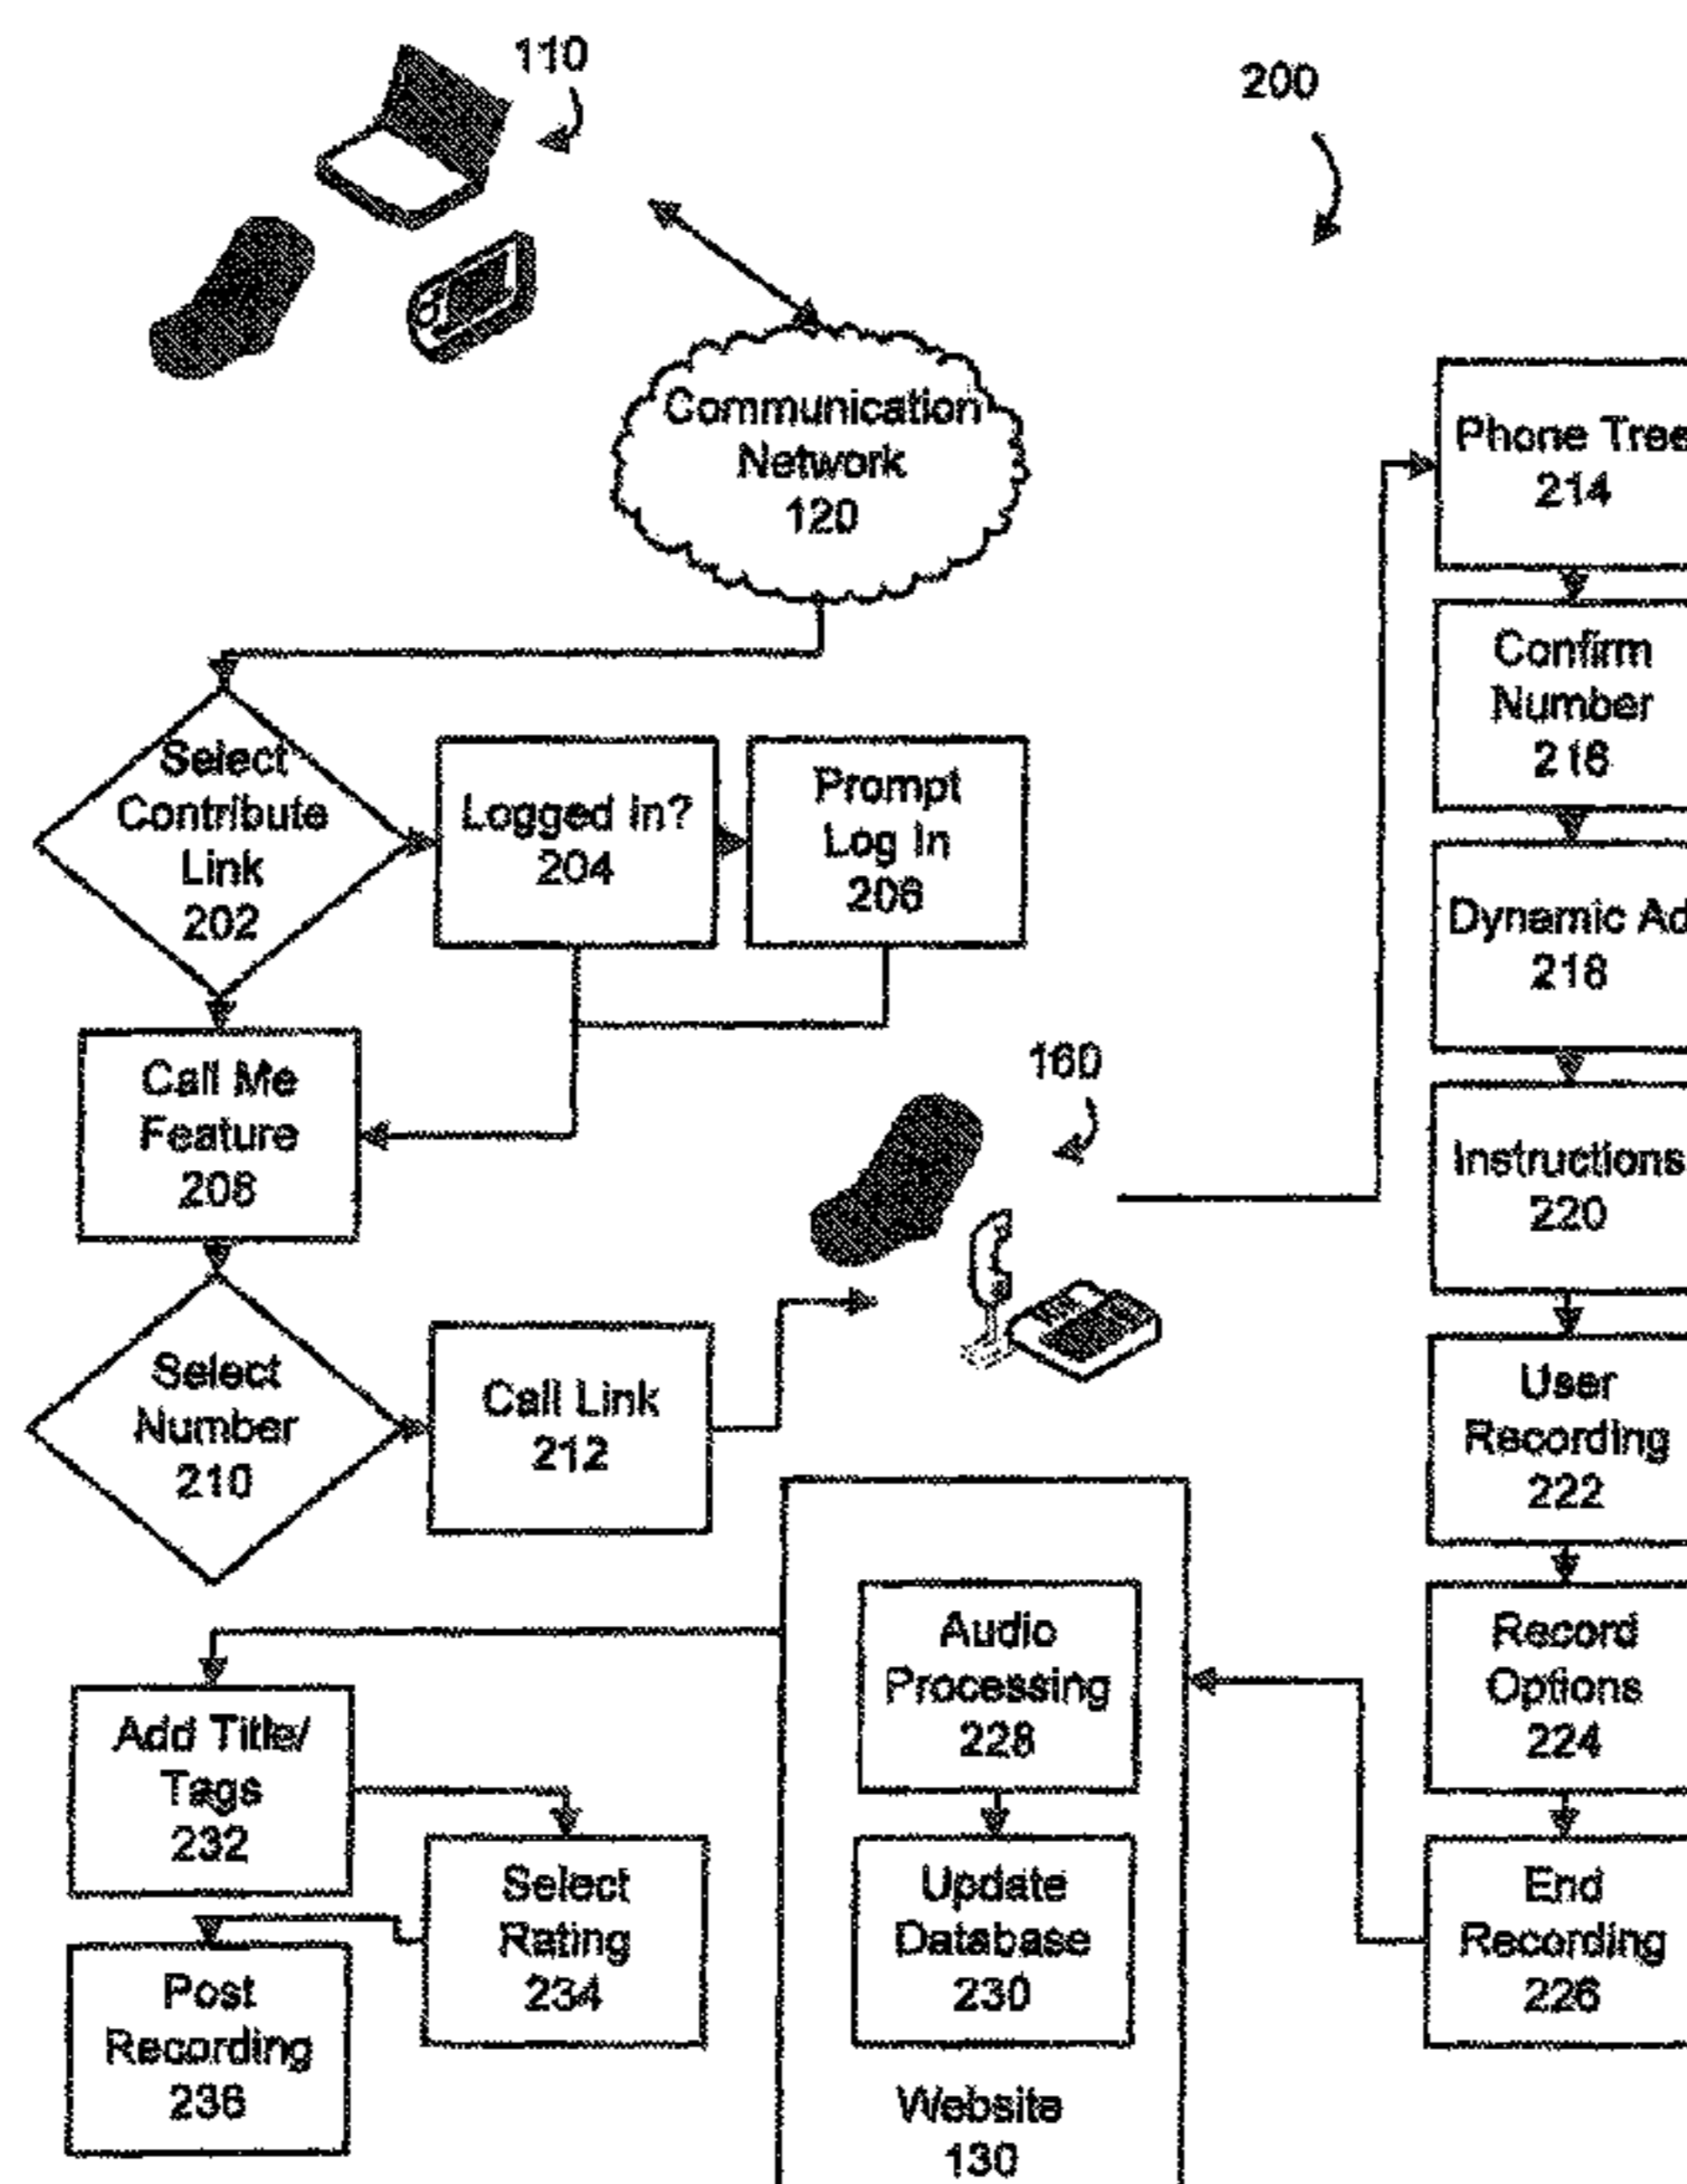 110
200
Communication
Network
120
Phone Tree
214
Confirm
Number
216
Select
Contribute
Link
202
Logged in?
204
Prompt
Log In
206
Dynamic Ad
218
Call Me
Feature
208
160
Instructions
220
Select
Number
210
Call Link
212
User
Recording
222
Audio
Processing
228
Record
Options
224
Add Title/
Tags
232
Select
Rating
234
Update
Database
230
End
Recording
226
Post
Recording
236
Website
130